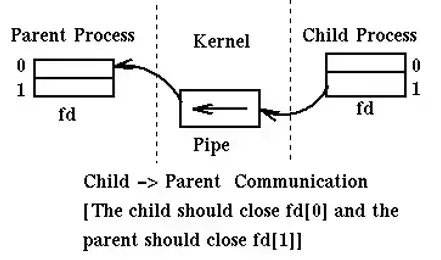 Parent Process
Kernel
Child Process
0
1
fd
0
1
fd
Pipe
Child -> Parent Communication
[The child should close fd[0] and the
parent should close fd[1]]